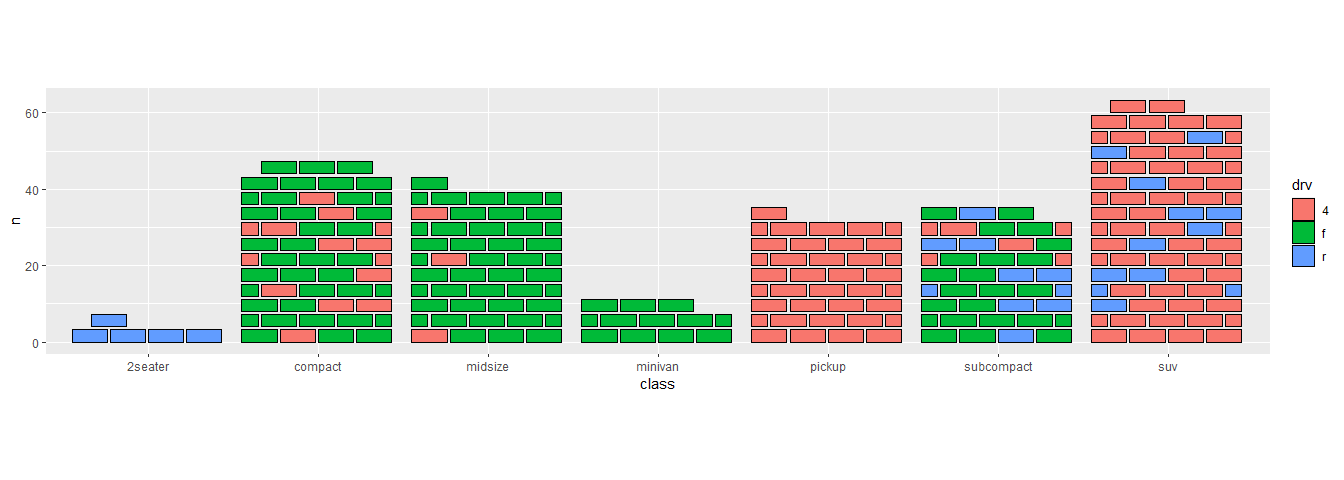 60
40
20
0
n
2seater compact midsize minivan pickup subcompact suv
class
drv
4
f
r